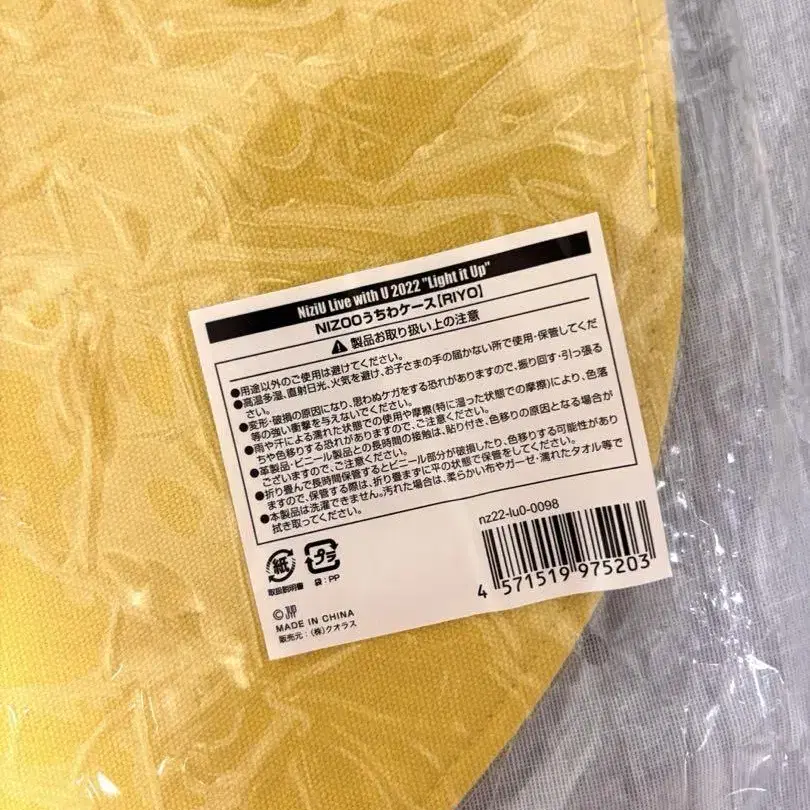 NiziU Live with U 2022 "Light it Up"
NIZOOうちわケース[RIYO]
製品お取り扱い上の注意
●用途以外のご使用は避けてください。
●高温多湿、直射日光、火気を避け、お子さまの手の届かない所で使用・保管してくだ
さい。
●変形・破損の原因になり、思わぬケガをする恐れがありますので、振り回す・引っ張る
等の強い衝撃を与えないでください。
●雨や汗による濡れた状態での使用や摩擦(特に湿った状態での摩擦)により、色落
ちや色移りする恐れがありますので、ご注意ください。
●革製品・ビニール製品との長時間の接触は、貼り付き、色移りの原因となる場合が
ございますので、ご注意ください。
●折り畳んで長時間保管するとビニール部分が破損したり、色移りする可能性があり
ますので、保管する際は、折り畳まずに平の状態で保管をしてください。
●本製品は洗濯できません。汚れた場合は、柔らかい布やガーゼ・濡れたタオル等で
拭き取ってください。
nz22-lu0-0098
紙 プラ
取扱説明書 袋:PP
4 571519 975203
©JYP
MADE IN CHINA
販売元:(株)クオラス